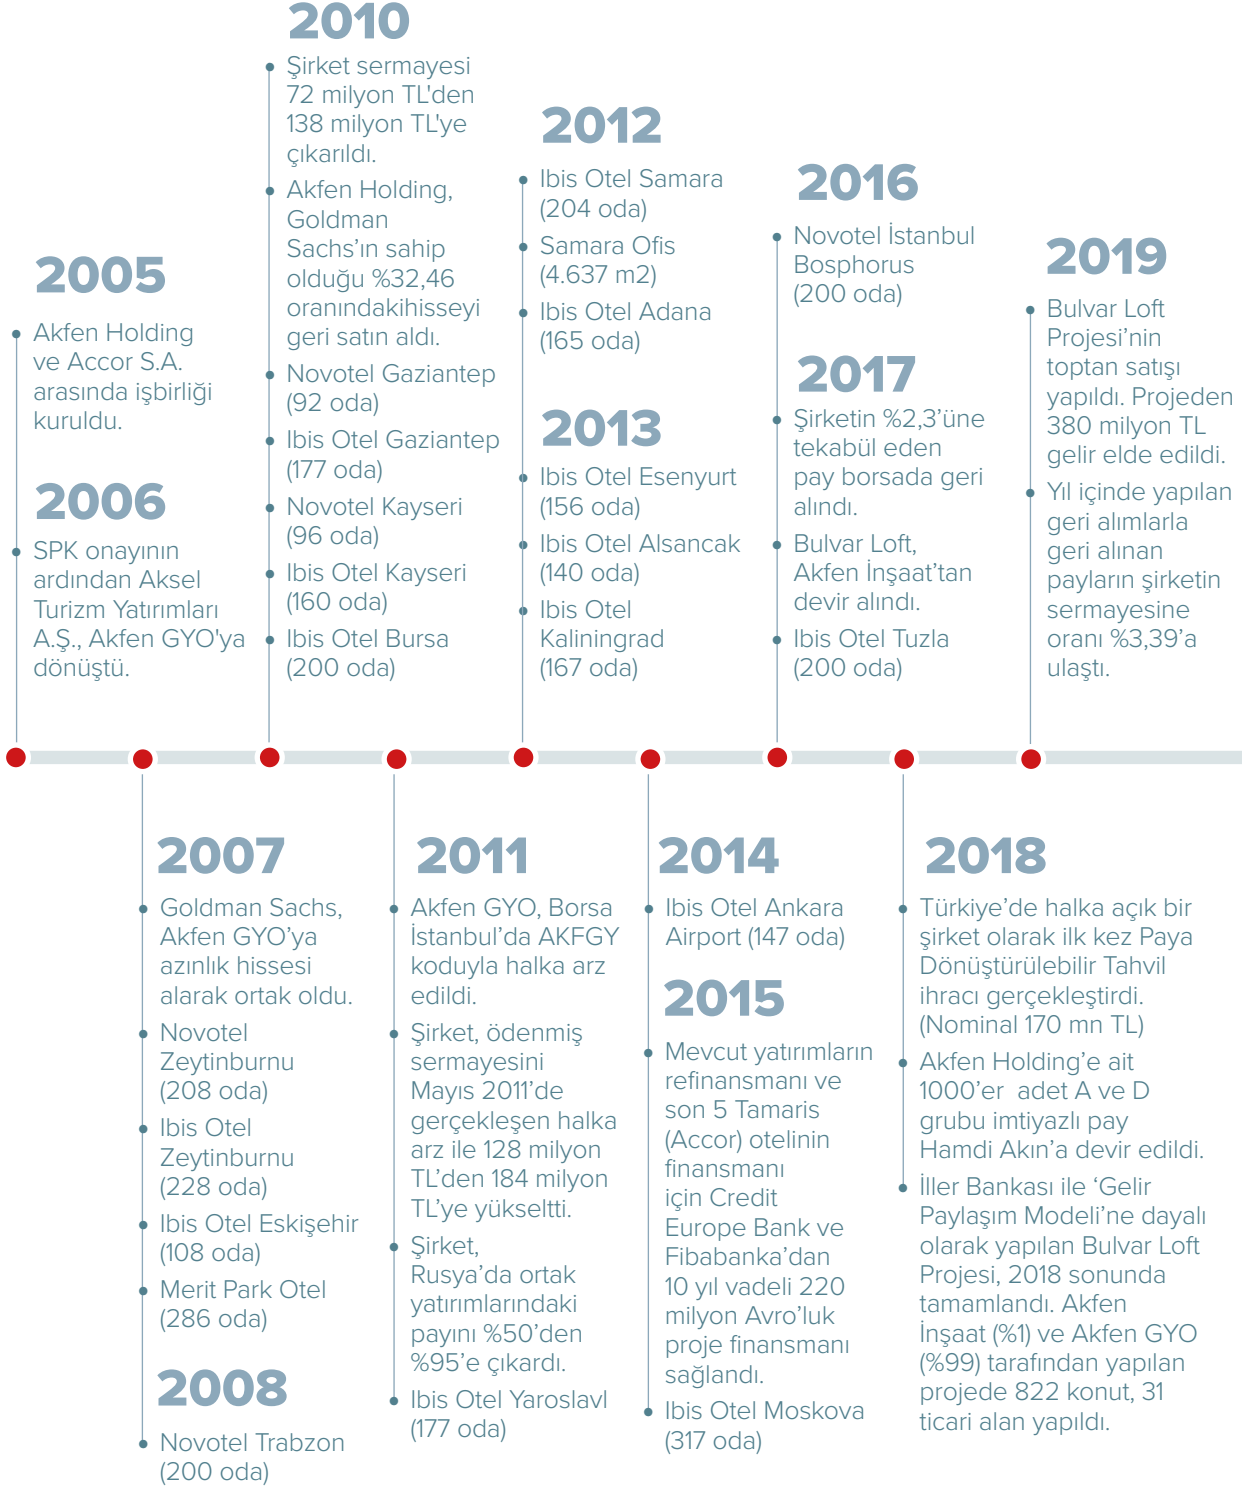 2005
Akfen Holding
ve Accor S.A.
arasında işbirliği
kuruldu.
2006
SPK onayının
ardından Aksel
Turizm Yatırımları
A.Ş., Akfen GYO'ya
dönüştü.
2007
Goldman Sachs,
Akfen GYO’ya
azınlık hissesi
alarak ortak oldu.
Novotel
Zeytinburnu
(208 oda)
Ibis Otel
Zeytinburnu
(228 oda)
Ibis Otel Eskişehir
(108 oda)
Merit Park Otel
(286 oda)
2008
Novotel Trabzon
(200 oda)
2010
Şirket sermayesi
72 milyon TL'den
138 milyon TL'ye
çıkarıldı.
Akfen Holding,
Goldman
Sachs’ın sahip
olduğu %32,46
oranındakihisseyi
geri satın aldı.
Novotel Gaziantep
(92 oda)
Ibis Otel Gaziantep
(177 oda)
Novotel Kayseri
(96 oda)
Ibis Otel Kayseri
(160 oda)
Ibis Otel Bursa
(200 oda)
2011
Akfen GYO, Borsa
İstanbul’da AKFGY
koduyla halka arz
edildi.
Şirket, ödenmiş
sermayesini
Mayıs 2011’de
gerçekleşen halka
arz ile 128 milyon
TL’den 184 milyon
TL’ye yükseltti.
Şirket,
Rusya’da ortak
yatırımlarındaki
payını %50’den
%95’e çıkardı.
Ibis Otel Yaroslavl
(177 oda)
2012
Ibis Otel Samara
(204 oda)
Samara Ofis
(4.637 m2)
Ibis Otel Adana
(165 oda)
2013
Ibis Otel Esenyurt
(156 oda)
Ibis Otel Alsancak
(140 oda)
Ibis Otel
Kaliningrad
(167 oda)
2014
Ibis Otel Ankara
Airport (147 oda)
2015
Mevcut yatırımların
refinansmanı ve
son 5 Tamaris
(Accor) otelinin
finansmanı
için Credit
Europe Bank ve
Fibabanka’dan
10 yıl vadeli 220
milyon Avro’luk
proje finansmanı
sağlandı.
Ibis Otel Moskova
(317 oda)
2016
Novotel İstanbul
Bosphorus
(200 oda)
2017
Şirketin %2,3’üne
tekabül eden
pay borsada geri
alındı.
Bulvar Loft,
Akfen İnşaat’tan
devir alındı.
Ibis Otel Tuzla
(200 oda)
2018
Türkiye’de halka açık bir
şirket olarak ilk kez Paya
Dönüştürülebilir Tahvil
ihracı gerçekleştirdi.
(Nominal 170 mn TL)
Akfen Holding’e ait
1000’er adet A ve D
grubu imtiyazlı pay
Hamdi Akın’a devir edildi.
İller Bankası ile ‘Gelir
Paylaşım Modeli’ne dayalı
olarak yapılan Bulvar Loft
Projesi, 2018 sonunda
tamamlandı. Akfen
İnşaat (%1) ve Akfen GYO
(%99) tarafından yapılan
projede 822 konut, 31
ticari alan yapıldı.
2019
Bulvar Loft
Projesi’nin
toptan satışı
yapıldı. Projeden
380 milyon TL
gelir elde edildi.
Yıl içinde yapılan
geri alımlarla
geri alınan
payların şirketin
sermayesine
oranı %3,39’a
ulaştı.